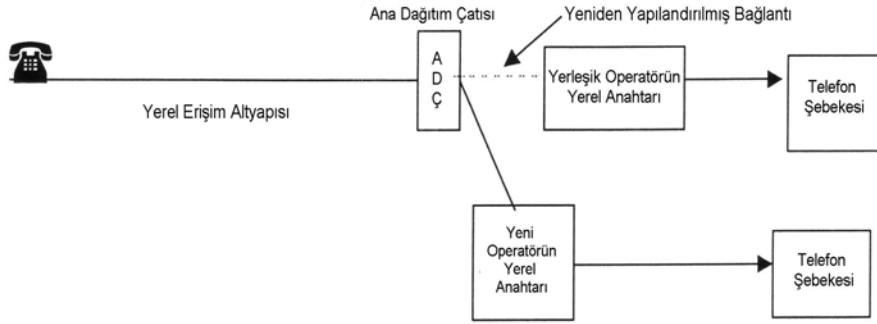 Ana Dağıtım Çatısı
Yeniden Yapılandırılmış Bağlantı
A
D
Ç
Yerleşik Operatörün
Yerel Anahtarı
Telefon
Şebekesi
Yerel Erişim Altyapısı
Yeni
Operatörün
Yerel
Anahtarı
Telefon
Şebekesi